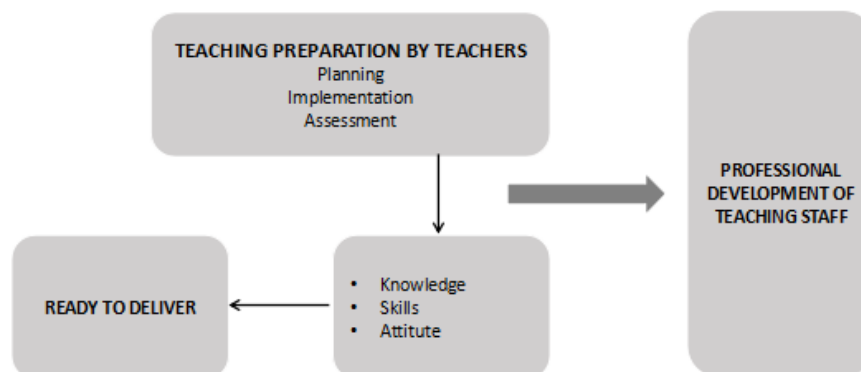 TEACHING PREPARATION BY TEACHERS
Planning
Implementation
Assessment
PROFESSIONAL
DEVELOPMENT OF
TEACHING STAFF
READY TO DELIVER
• Knowledge
• Skills
• Attitute